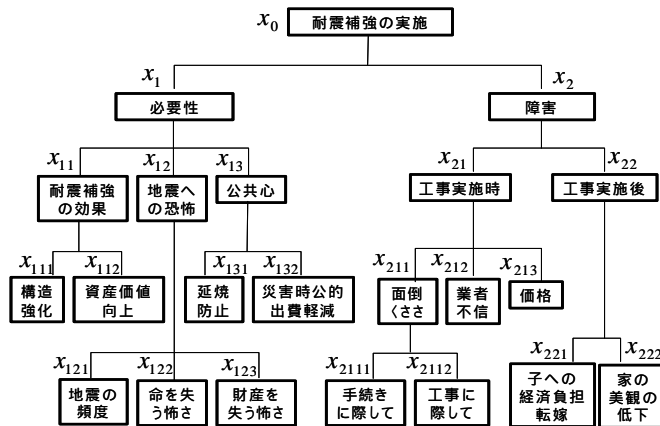 x0
耐震補強の実施
x1
必要性
x2
障害
x11
耐震補強
の効果
x12
地震へ
の恐怖
x13
公共心
x21
工事実施時
x22
工事実施後
x111
構造
強化
x112
資産価値
向上
x131
延焼
防止
x132
災害時公的
出費軽減
x211
面倒
くささ
x212
業者
不信
x213
価格
x121
地震の
頻度
x122
命を失
う怖さ
x123
財産を
失う怖さ
x2111
手続き
に際して
x2112
工事に
際して
x221
子への
経済負担
転嫁
x222
家の
美観の
低下